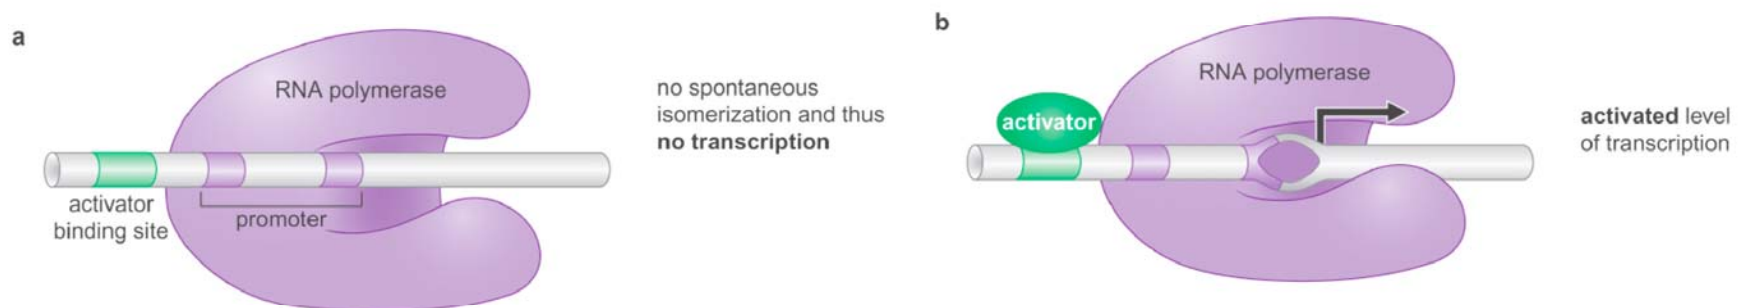 a
RNA polymerase
no spontaneous
isomerization and thus
no transcription
activator
binding site
promoter
b
RNA polymerase
activator
activated level
of transcription